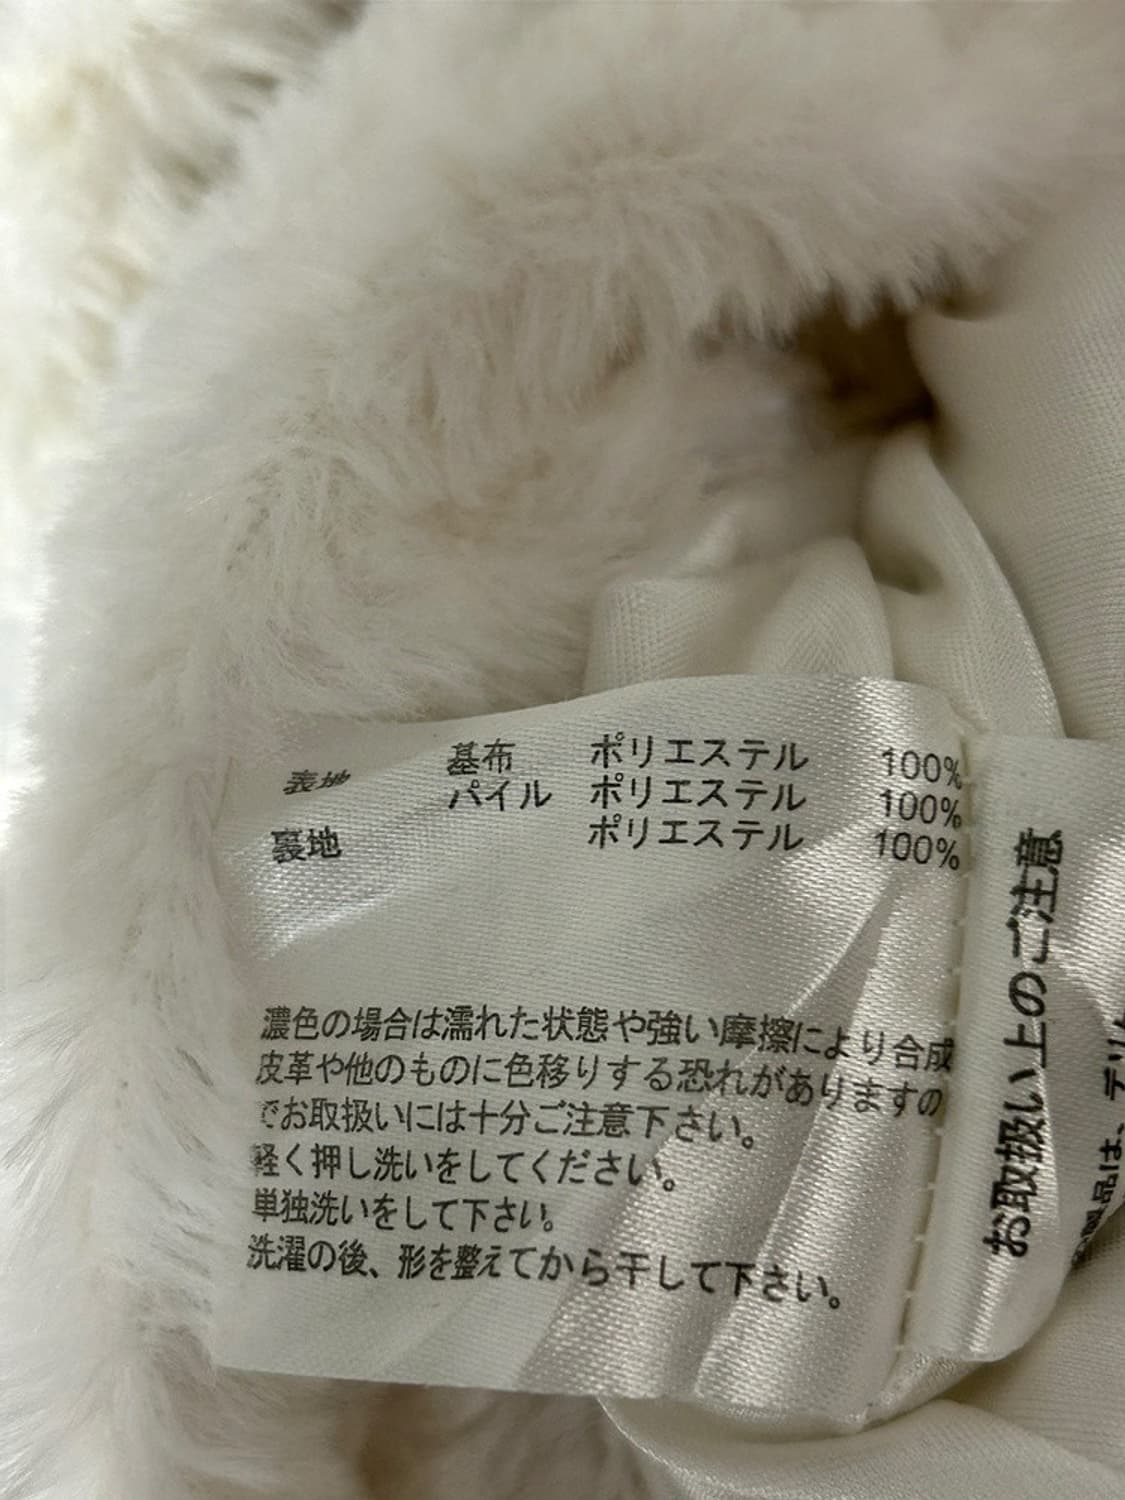 表地 基布 ポリエステル 100%
パイル ポリエステル 100%
裏地 ポリエステル 100%
濃色の場合は濡れた状態や強い摩擦により合成
皮革や他のものに色移りする恐れがありますの
でお取扱いには十分ご注意下さい。
軽く押し洗いをしてください。
単独洗いをして下さい。
洗濯の後、形を整えてから干して下さい。
お取扱い上のご注意
製品は、デリケ